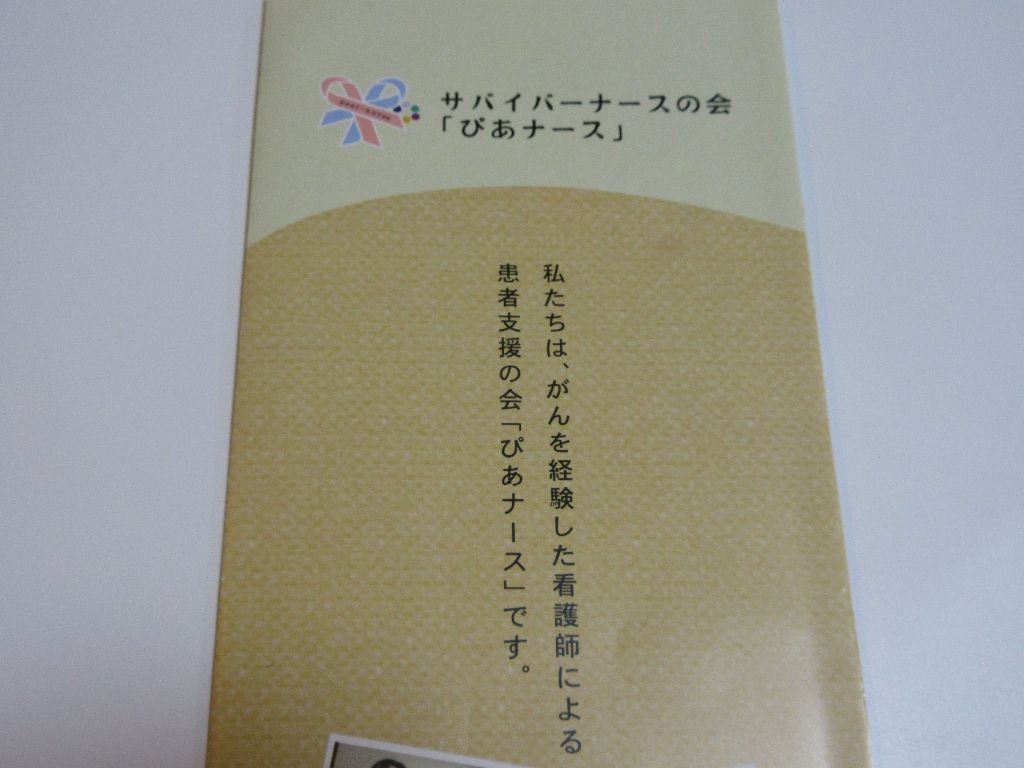 peer-nurse
サバイバーナースの会
「ぴあナース」
私たちは、がんを経験した看護師による
患者支援の会「ぴあナース」です。